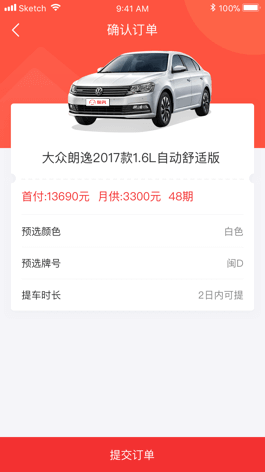 Sketch 9:41 AM 100%
确认订单
大众朗逸2017款1.6L自动舒适版
首付:13690元 月供:3300元 48期
预选颜色 白色
预选牌号 闽D
提车时长 2日内可提
提交订单